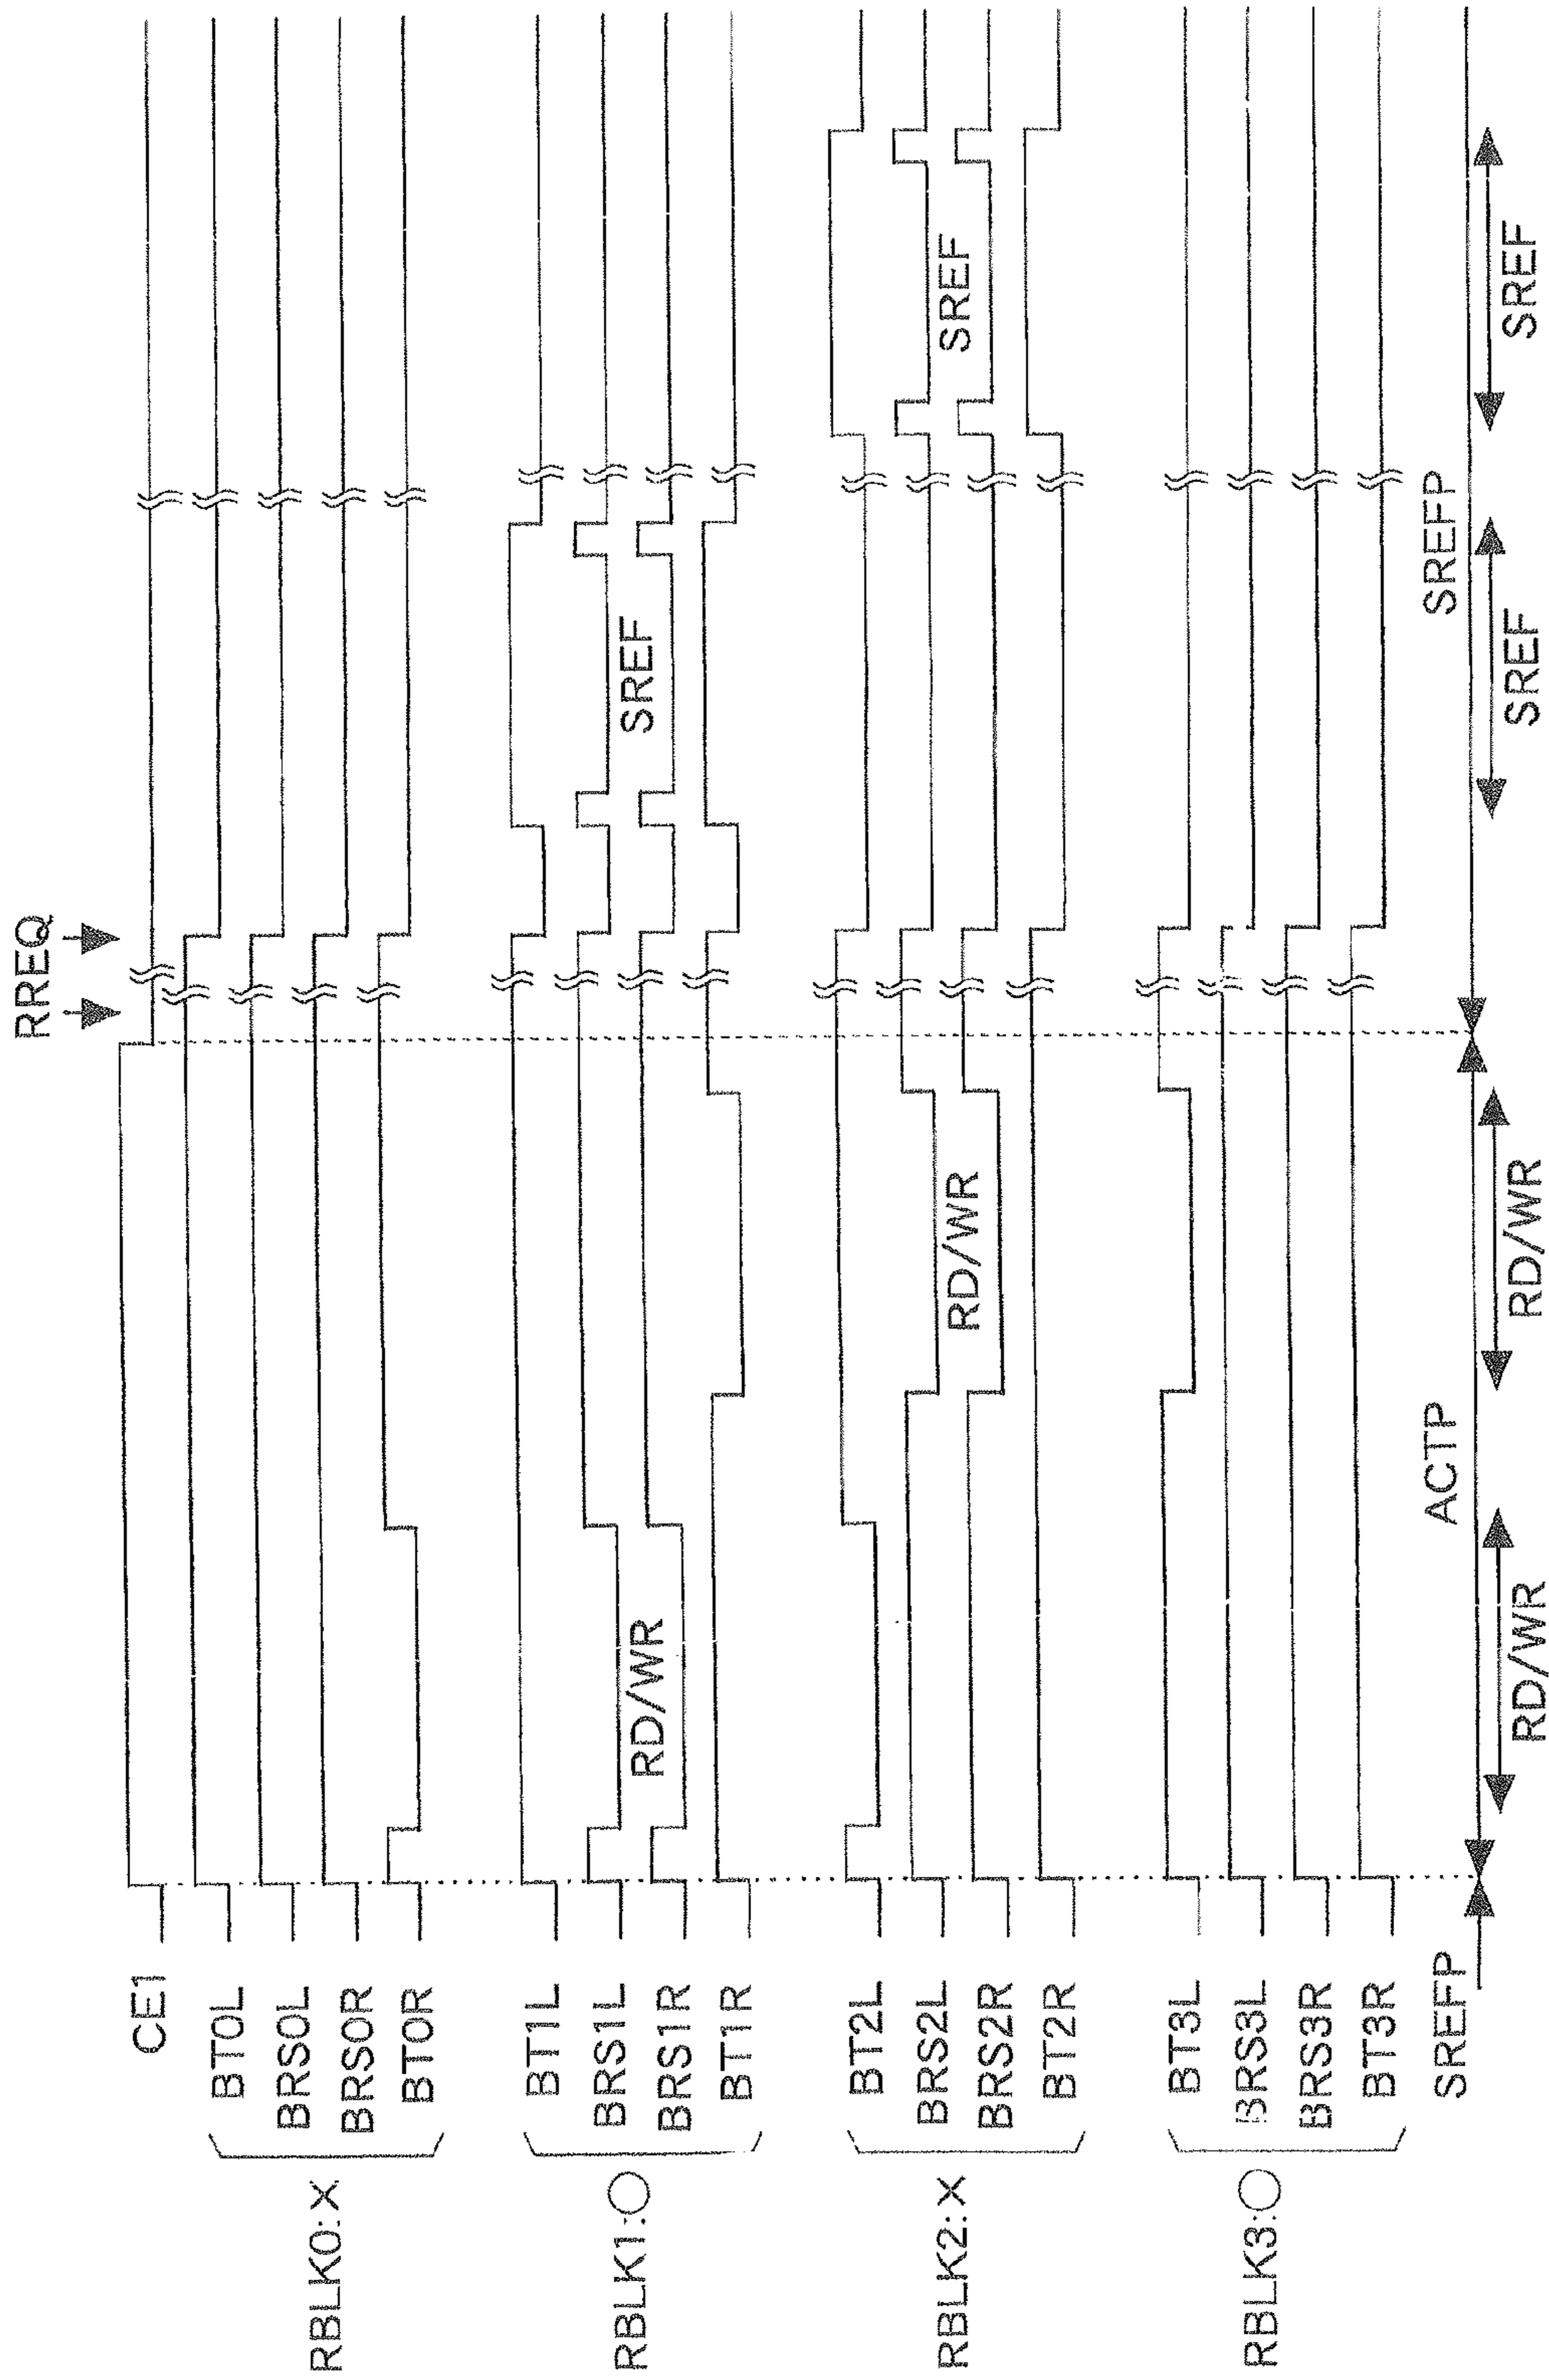 RREQ
CE1
BT0L
BRS0L
RBLK0:×
BRS0R
BT0R
BT1L
BRS1L
RBLK1:○
RD/WR
SREF
BRS1R
BT1R
BT2L
BRS2L
RBLK2:×
RD/WR
SREF
BRS2R
BT2R
BT3L
BRS3L
RBLK3:○
BRS3R
BT3R
SREFP
ACTP
SREFP
RD/WR
RD/WR
SREF
SREF